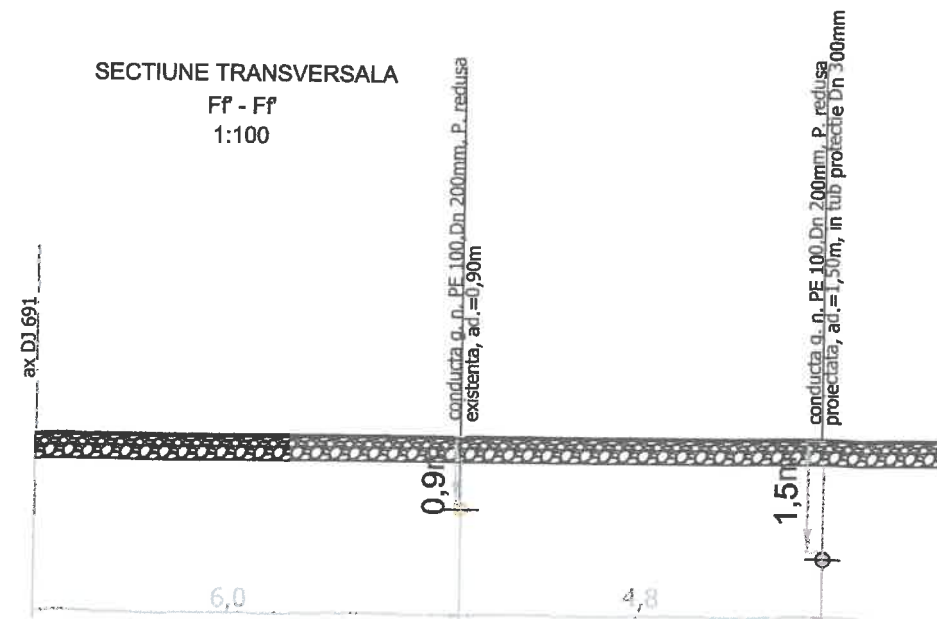 SECTIUNE TRANSVERSALA
Ff' - Ff'
1:100
ax DJ 691
conducta g. n. PE 100,Dn 200mm, P. redusa
existenta, ad.=0,90m
conducta g. n. PE 100,Dn 200mm, P. redusa
proiectata, ad.=1,50m, in tub protectie Dn 300mm
0,9m
1,5m
6,0
4,8